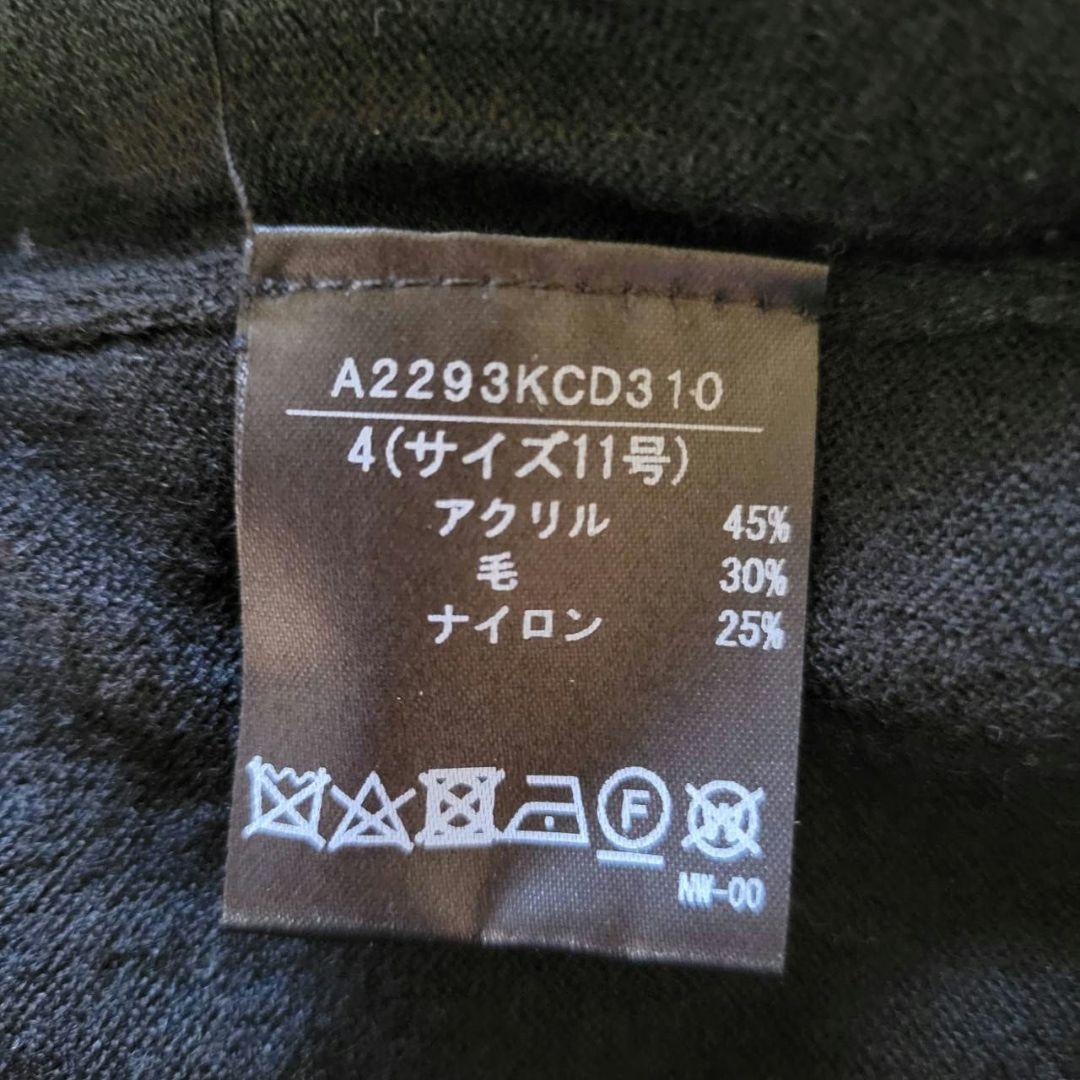 A2293KCD310
4(サイズ11号)
アクリル 45%
毛 30%
ナイロン 25%
F W
NW-00